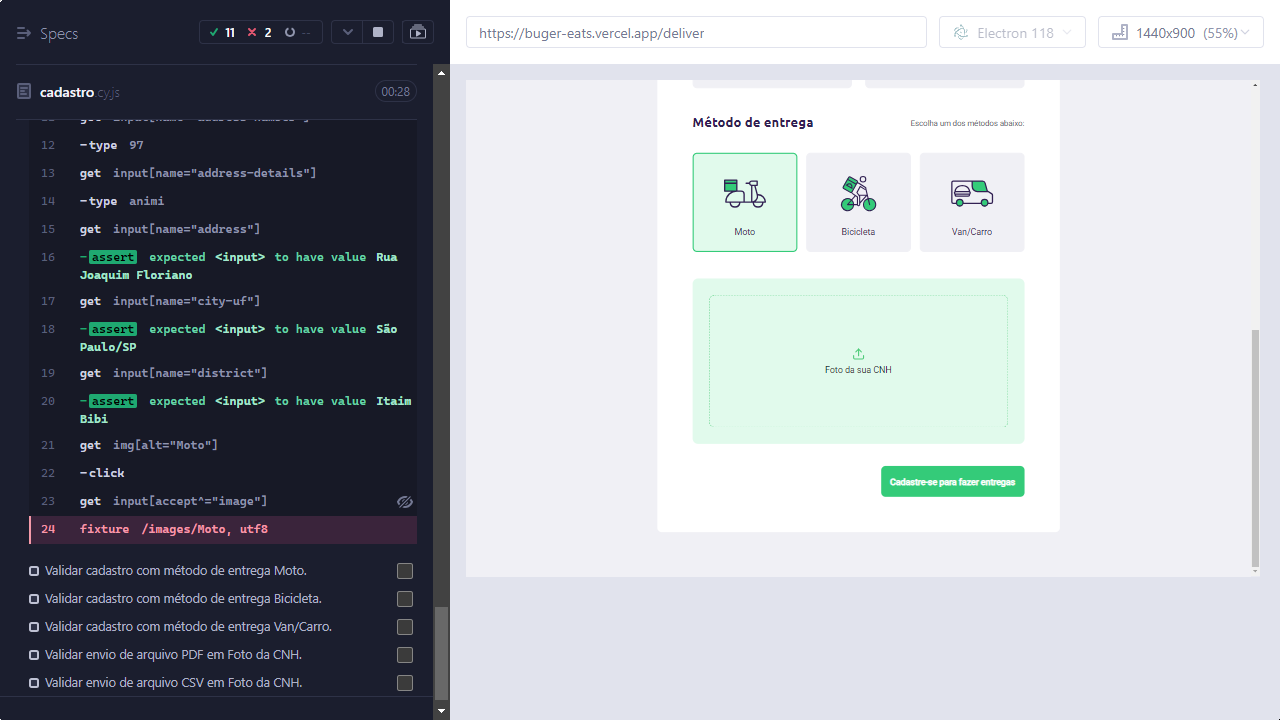 Specs
11 2 --
cadastro.cy.js 00:28
12 -type 97
13 get input[name="address-details"]
14 -type animi
15 get input[name="address"]
16 -assert expected <input> to have value Rua
Joaquim Floriano
17 get input[name="city-uf"]
18 -assert expected <input> to have value São
Paulo/SP
19 get input[name="district"]
20 -assert expected <input> to have value Itaim
Bibi
21 get img[alt="Moto"]
22 -click
23 get input[accept^="image"]
24 fixture /images/Moto, utf8
Validar cadastro com método de entrega Moto.
Validar cadastro com método de entrega Bicicleta.
Validar cadastro com método de entrega Van/Carro.
Validar envio de arquivo PDF em Foto da CNH.
Validar envio de arquivo CSV em Foto da CNH.
https://buger-eats.vercel.app/deliver
Electron 118
1440x900 (55%)
Método de entrega
Escolha um dos métodos abaixo:
Moto
Bicicleta
Van/Carro
Foto da sua CNH
Cadastre-se para fazer entregas